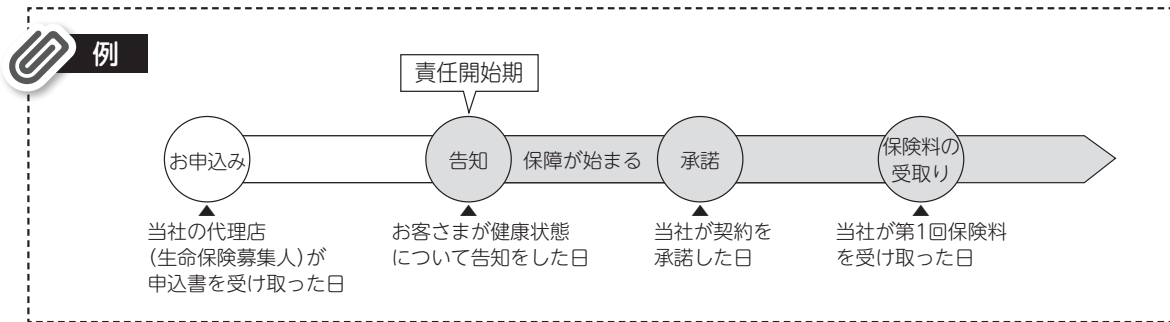 例
責任開始期
お申込み
告知
保障が始まる
承諾
保険料の
受取り
当社の代理店
(生命保険募集人)が
申込書を受け取った日
お客さまが健康状態
について告知をした日
当社が契約を
承諾した日
当社が第1回保険料
を受け取った日